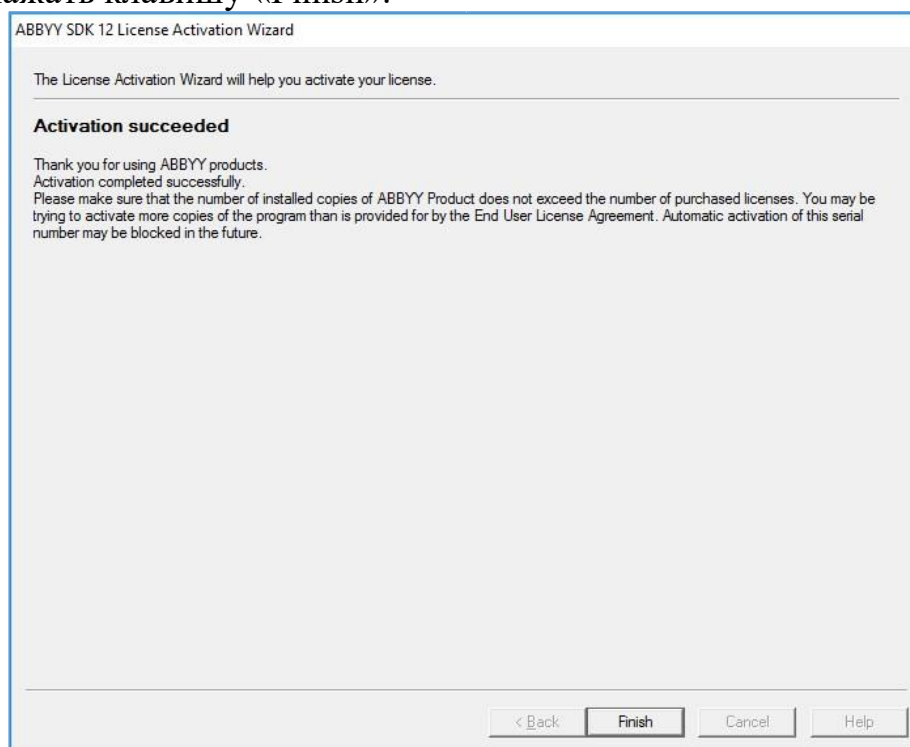 клавишу «Finish».
ABBYY SDK 12 License Activation Wizard
The License Activation Wizard will help you activate your license.
Activation succeeded
Thank you for using ABBYY products.
Activation completed successfully.
Please make sure that the number of installed copies of ABBYY Product does not exceed the number of purchased licenses. You may be
trying to activate more copies of the program than is provided for by the End User License Agreement. Automatic activation of this serial
number may be blocked in the future.
< Back Finish Cancel Help